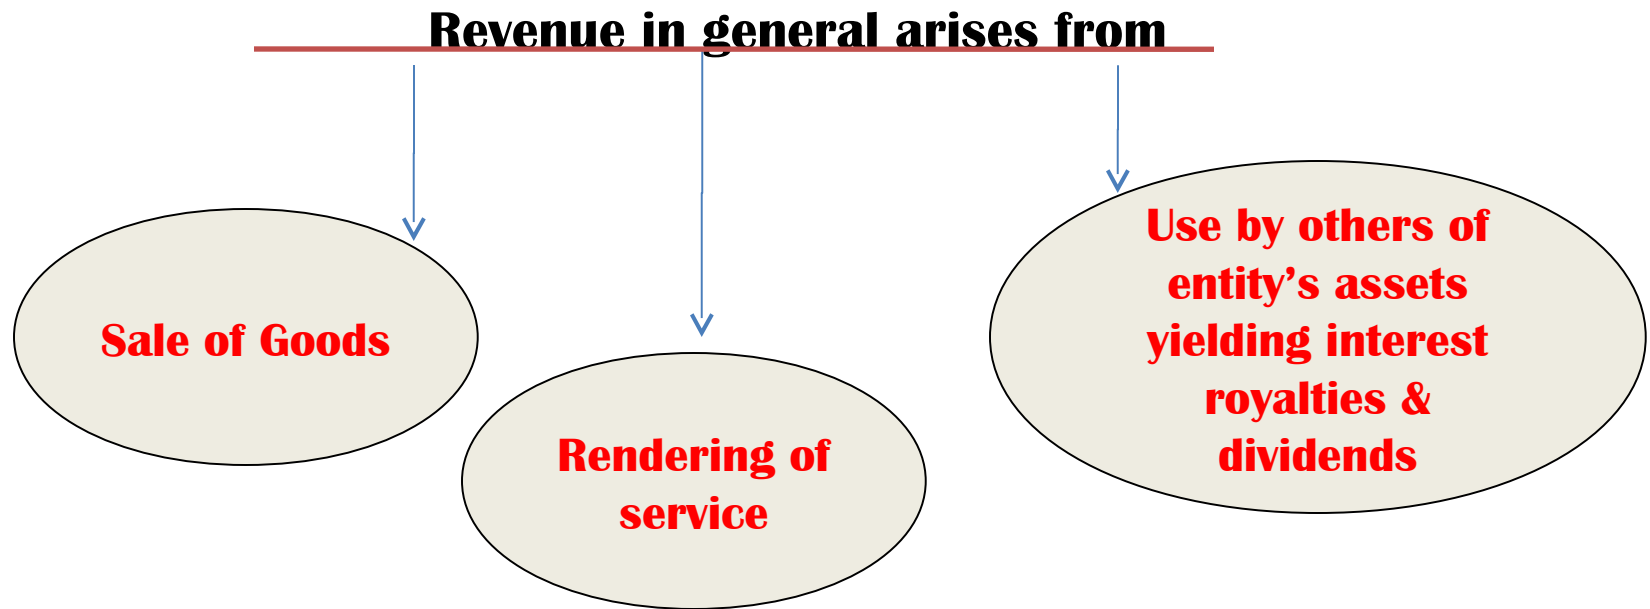 Revenue in general arises from
Sale of Goods
Rendering of
service
Use by others of
entity’s assets
yielding interest
royalties &
dividends